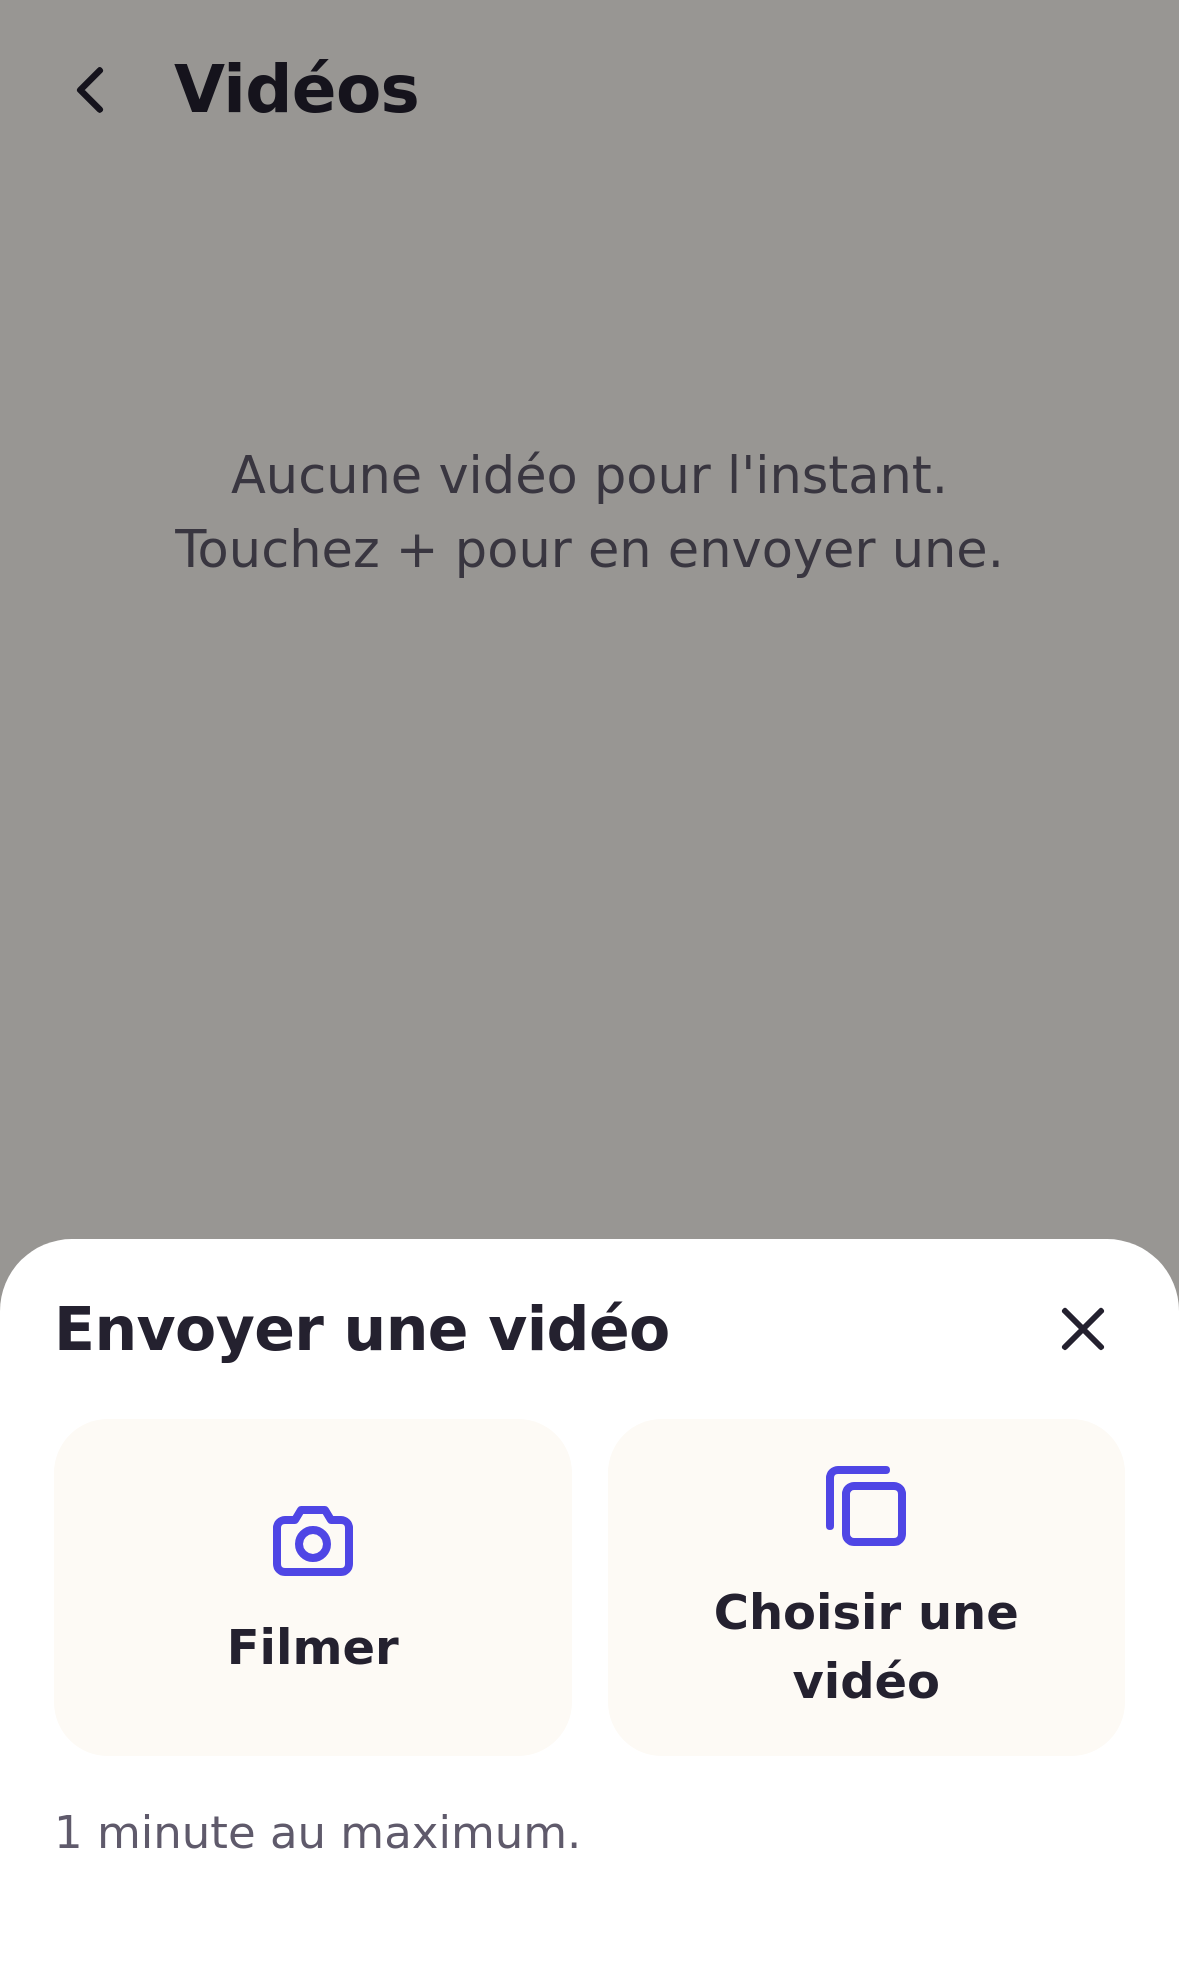 Vidéos
Aucune vidéo pour l'instant.
Touchez + pour en envoyer une.
Envoyer une vidéo
Filmer
Choisir une
vidéo
1 minute au maximum.